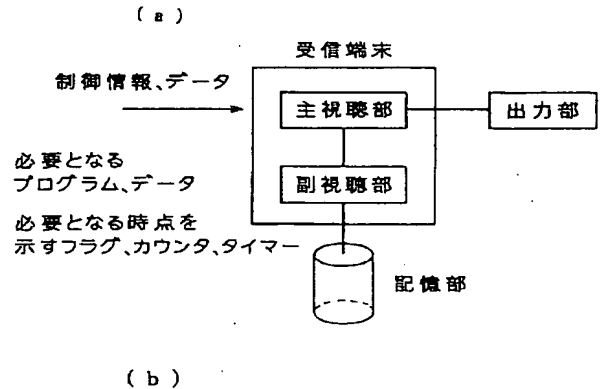 ( a )
受信端末
制御情報、データ
主視聴部
出力部
必要となる
プログラム、データ
副視聴部
必要となる時点を
示すフラグ、カウンタ、タイマー
記憶部
( b )